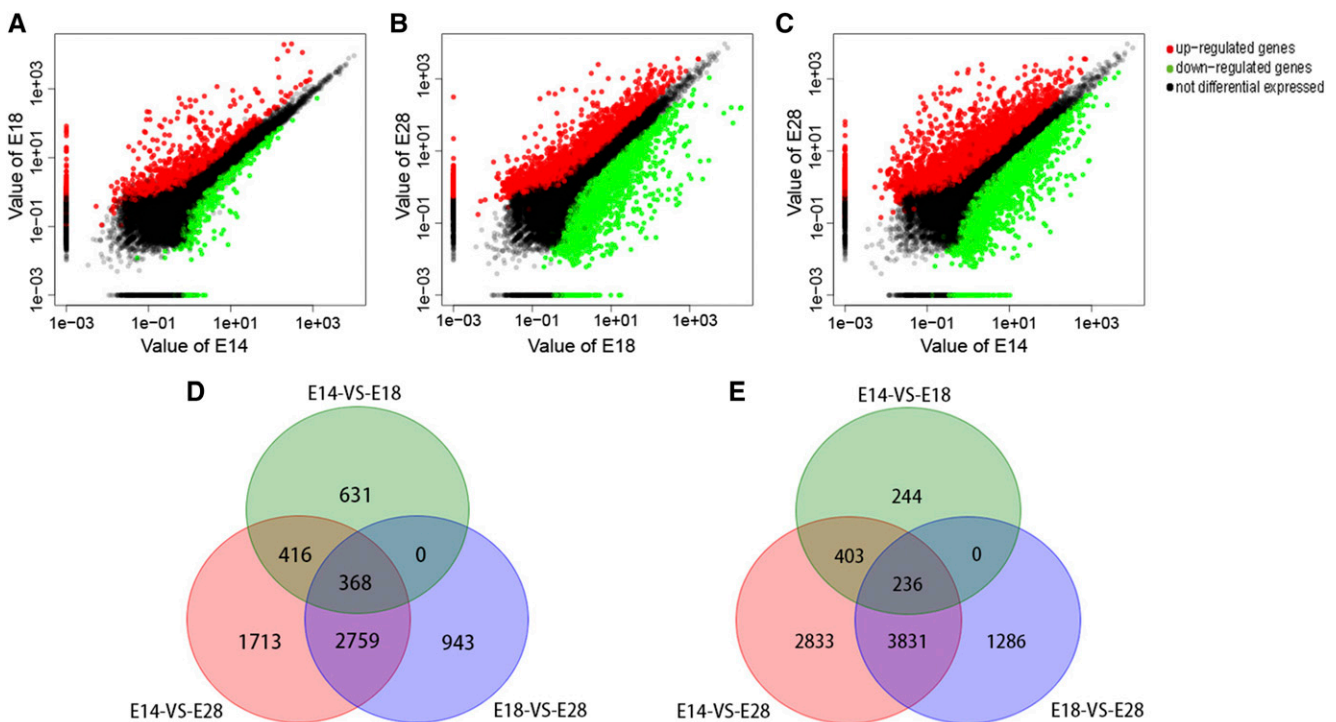 A
B
C
Value of E18
1e+03
1e+01
1e-01
1e-03
1e-03 1e-01 1e+01 1e+03
Value of E14
Value of E28
1e+03
1e+01
1e-01
1e-03
1e-03 1e-01 1e+01 1e+03
Value of E18
Value of E28
1e+03
1e+01
1e-01
1e-03
1e-03 1e-01 1e+01 1e+03
Value of E14
up-regulated genes
down-regulated genes
not differential expressed
D
E14-VS-E18
631
416
0
368
1713
2759
943
E14-VS-E28
E18-VS-E28
E
E14-VS-E18
244
403
0
236
2833
3831
1286
E14-VS-E28
E18-VS-E28